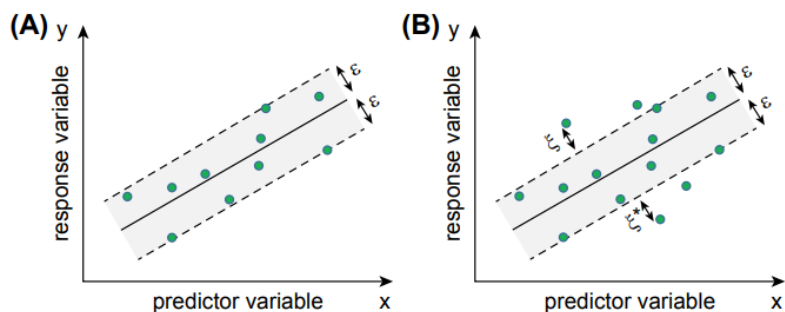 (A)
y
response variable
ε
ε
predictor variable
x
(B)
y
response variable
ε
ε
ξ
ξ*
predictor variable
x